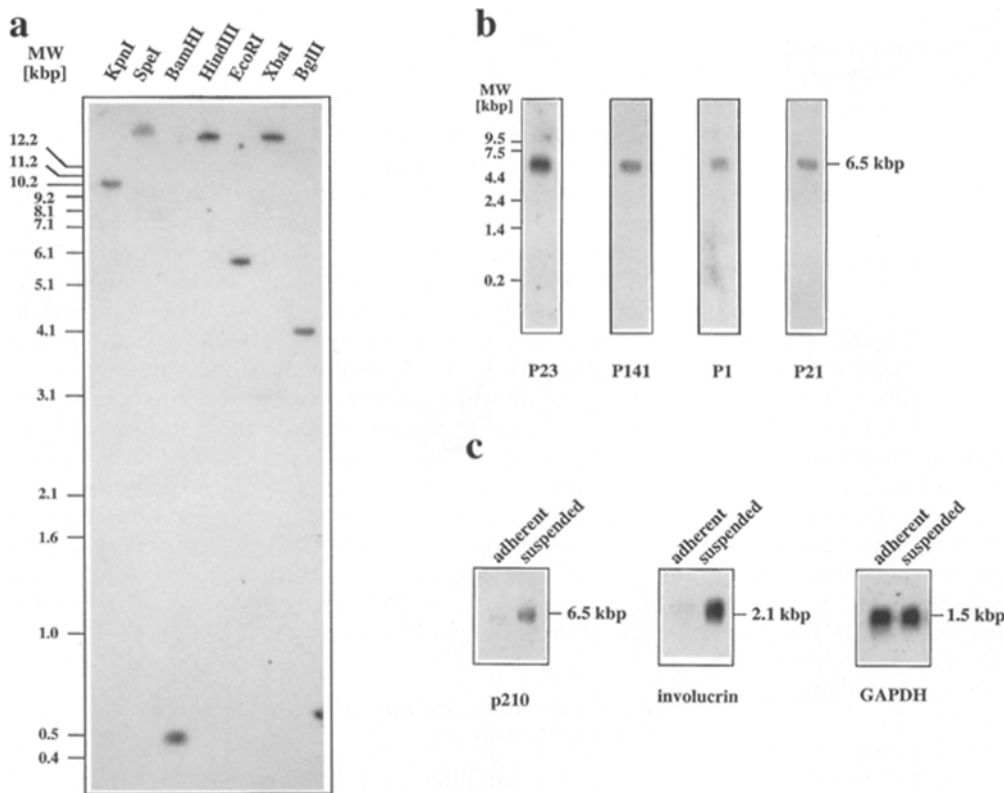 a
MW
[kbp]
KpnI
SpeI
BamHI
HindIII
EcoRI
XbaI
BglII
12.2
11.2
10.2
9.2
8.1
7.1
6.1
5.1
4.1
3.1
2.1
1.6
1.0
0.5
0.4
b
MW
[kbp]
9.5
7.5
4.4
2.4
1.4
0.2
6.5 kbp
P23
P141
P1
P21
c
adherent
suspended
6.5 kbp
p210
adherent
suspended
2.1 kbp
involucrin
adherent
suspended
1.5 kbp
GAPDH